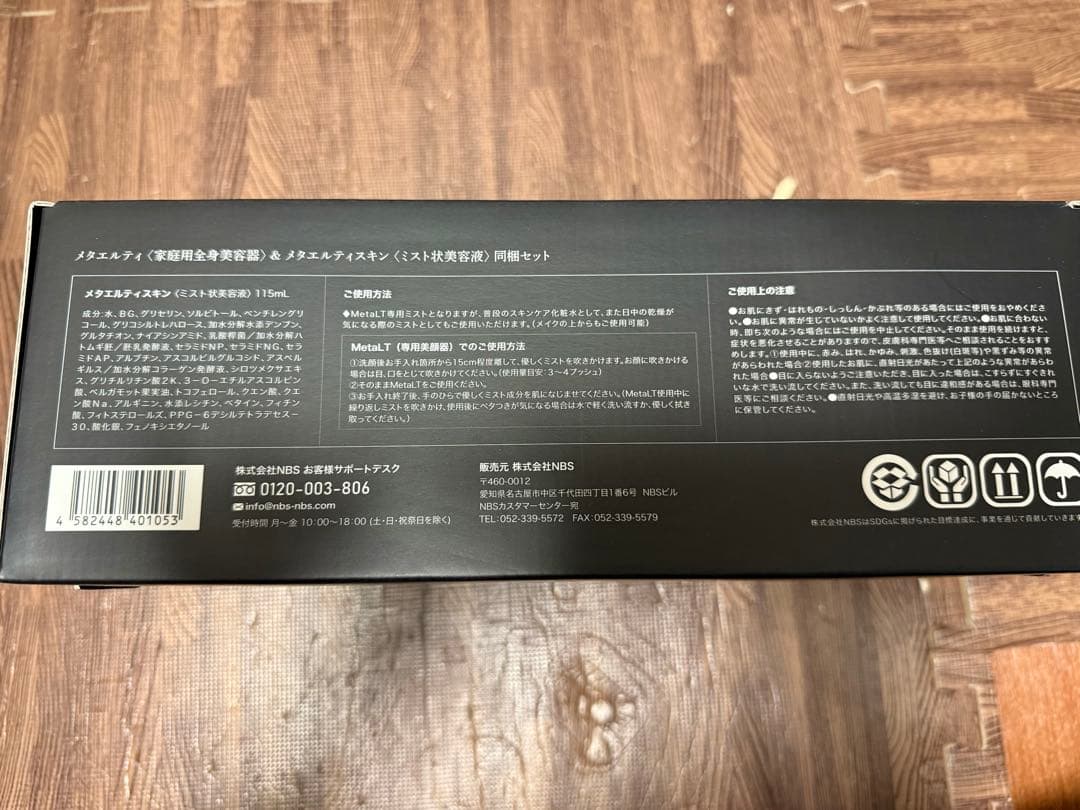 メタエルティ〈家庭用全身美容器〉& メタエルティスキン〈ミスト状美容液〉同梱セット
メタエルティスキン〈ミスト状美容液〉115mL
成分:水、BG、グリセリン、ソルビトール、ペンチレングリ
コール、グリコシルトレハロース、加水分解水添デンプン、
グルタチオン、ナイアシンアミド、乳酸桿菌/加水分解ハ
トムギ籽/胚乳発酵液、セラミドNP、セラミドNG、セラ
ミドAP、アルブチン、アスコルビルグルコシド、アスペル
ギルス/加水分解コラーゲン発酵液、シロツメクサエキ
ス、グリチルリチン酸2K、3-O-エチルアスコルビン
酸、ベルガモット果実油、トコフェロール、クエン酸、クエ
ン酸Na、アルギニン、水添レシチン、ベタイン、フィチン
酸、フィトステロールズ、PPG-6デシルテトラデセス-
30、酸化銀、フェノキシエタノール
ご使用方法
◆MetaLT専用ミストとなりますが、普段のスキンケア化粧水として、また日中の乾燥が
気になる際のミストとしてもご使用いただけます。(メイクの上からもご使用可能)
MetaLT(専用美顔器)でのご使用方法
①洗顔後お手入れ箇所から15cm程度離して、優しくミストを吹きかけます。お顔に吹きかける
場合は目、口をとじて吹きかけてください。(使用量目安:3~4プッシュ)
②そのままMetaLTをご使用ください。
③お手入れ終了後、手のひらで優しくミスト成分を肌になじませてください。(MetaLT使用中に
繰り返しミストを吹きかけ、使用後にベタつきが気になる場合は水で軽く洗い流すか、優しく拭き
取ってください。)
ご使用上の注意
●お肌にきず・はれもの・しっしん・かぶれ等のある場合にはご使用をおやめくだ
さい。●お肌に異常が生じていないかよく注意して使用してください。●お肌に合わない
時、即ち次のような場合には使用を中止してください。そのまま使用を続けますと、
症状を悪化させることがありますので、皮膚科専門医等へご相談されることをおす
すめします。①使用中に、赤み、はれ、かゆみ、刺激、色抜け(白斑等)や黒ずみ等の異常
があらわれた場合②使用したお肌に、直射日光があたって上記のような異常があらわ
れた場合●目に入らないようご注意いただき、目に入った場合は、こすらずにすぐきれ
いな水で洗い流してください。また、洗い流しても目に違和感がある場合は、眼科専門
医等にご相談ください。●直射日光や高温多湿を避け、お子様の手の届かないところ
に保管してください。
4 582448 401053
株式会社NBS お客様サポートデスク
0120-003-806
info@nbs-nbs.com
受付時間 月~金 10:00~18:00 (土・日・祝祭日を除く)
販売元 株式会社NBS
〒460-0012
愛知県名古屋市中区千代田四丁目1番6号 NBSビル
NBSカスタマーセンター宛
TEL:052-339-5572 FAX:052-339-5579
株式会社NBSはSDGsに掲げられた目標達成に、事業を通じて貢献していきます